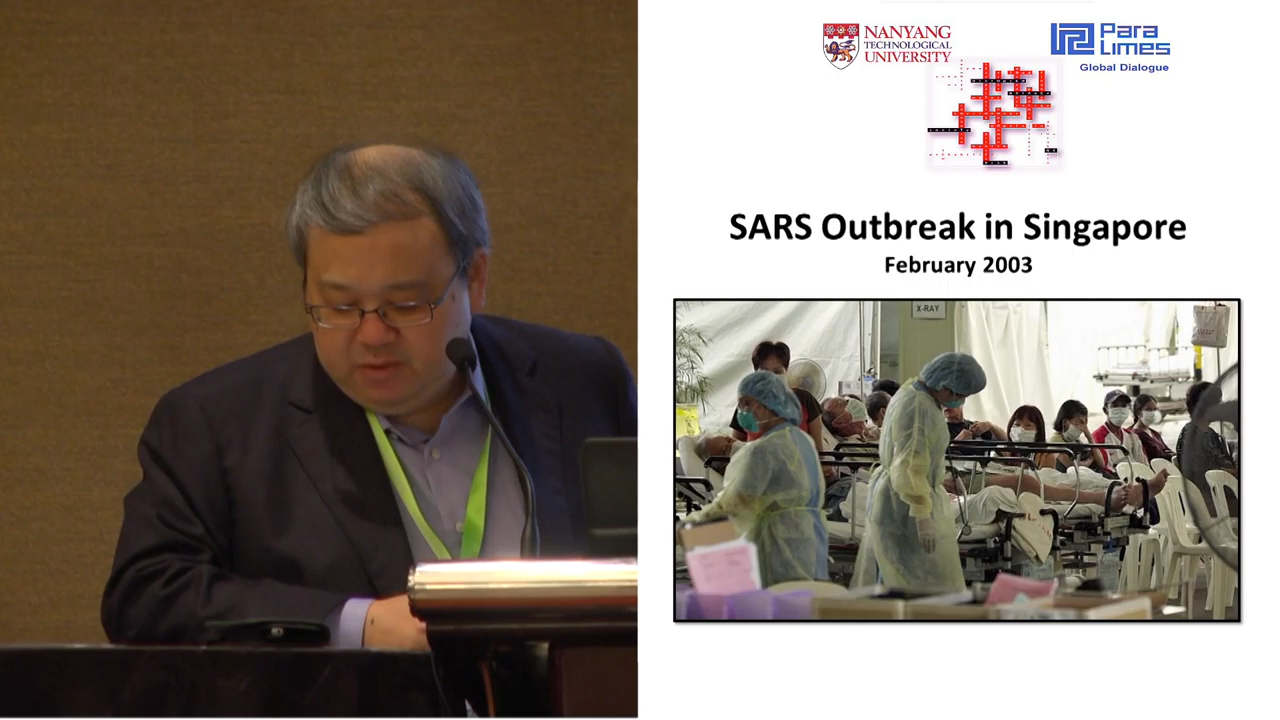 NANYANG
TECHNOLOGICAL
UNIVERSITY
Para
Limes
Global Dialogue
SARS Outbreak in Singapore
February 2003
X-RAY